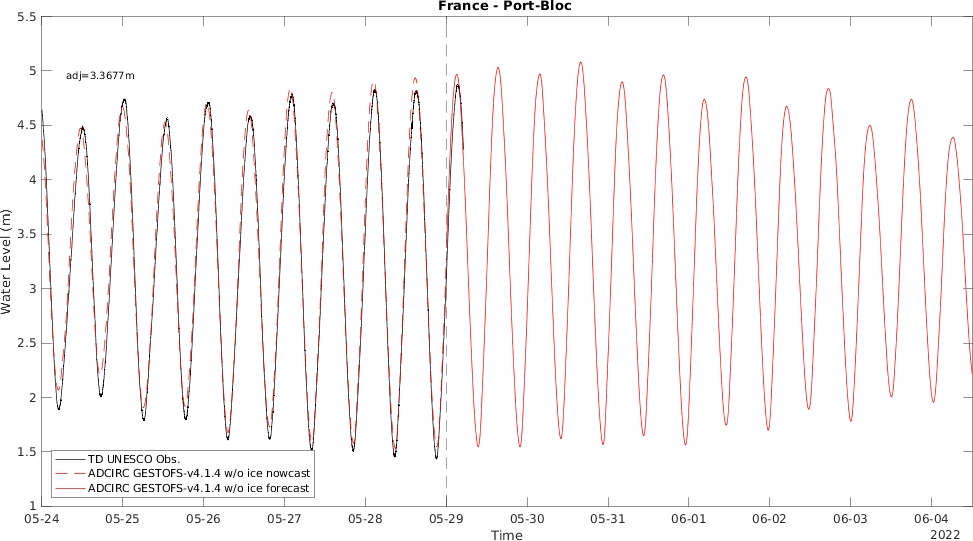 France - Port-Bloc
5.5
5
4.5
4
3.5
3
2.5
2
1.5
1
Water Level (m)
adj=3.3677m
TD UNESCO Obs.
ADCIRC GESTOFS-v4.1.4 w/o ice nowcast
ADCIRC GESTOFS-v4.1.4 w/o ice forecast
05-24 05-25 05-26 05-27 05-28 05-29 05-30 05-31 06-01 06-02 06-03 06-04
Time
2022